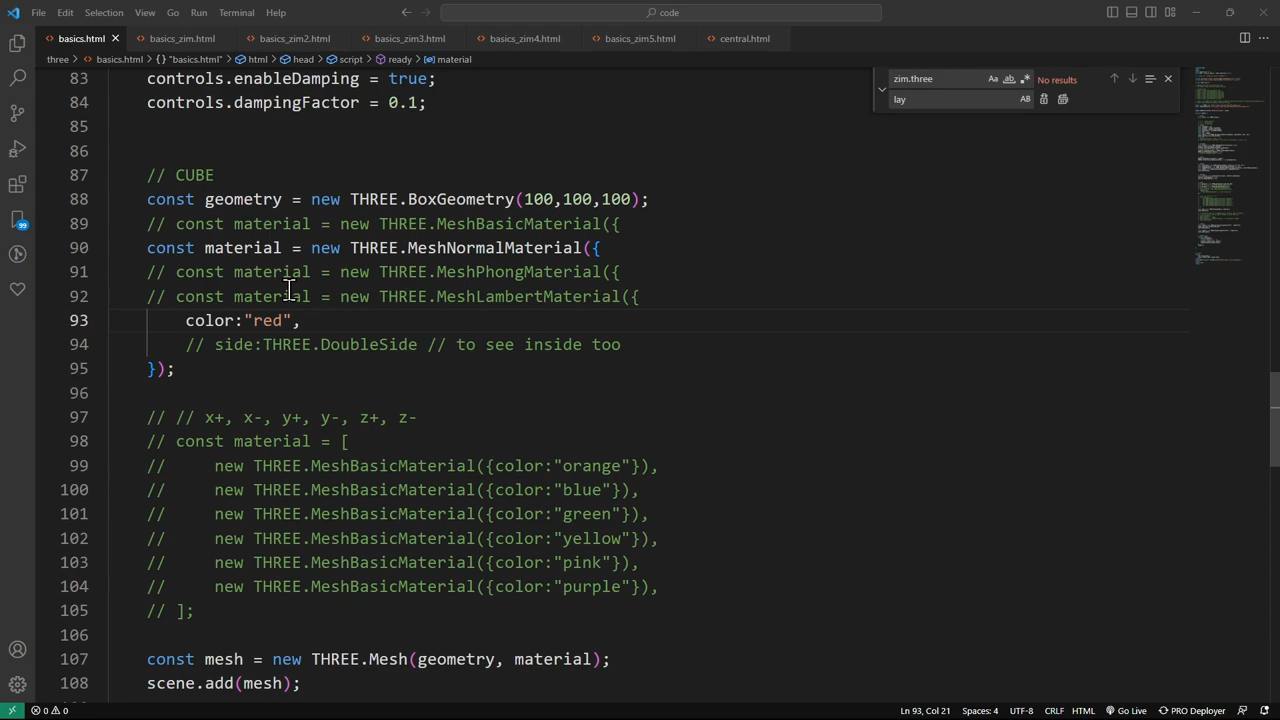 File Edit Selection View Go Run Terminal Help
code
basics.html basics_zim.html basics_zim2.html basics_zim3.html basics_zim4.html basics_zim5.html central.html
three > basics.html > {} "basics.html" > html > head > script > ready > material
zim.three Aa ab No results
lay AB
83 controls.enableDamping = true;
84 controls.dampingFactor = 0.1;
85
86
87 // CUBE
88 const geometry = new THREE.BoxGeometry(100,100,100);
89 // const material = new THREE.MeshBasicMaterial({
90 const material = new THREE.MeshNormalMaterial({
91 // const material = new THREE.MeshPhongMaterial({
92 // const material = new THREE.MeshLambertMaterial({
93 color:"red",
94 // side:THREE.DoubleSide // to see inside too
95 });
96
97 // // x+, x-, y+, y-, z+, z-
98 // const material = [
99 // new THREE.MeshBasicMaterial({color:"orange"}),
100 // new THREE.MeshBasicMaterial({color:"blue"}),
101 // new THREE.MeshBasicMaterial({color:"green"}),
102 // new THREE.MeshBasicMaterial({color:"yellow"}),
103 // new THREE.MeshBasicMaterial({color:"pink"}),
104 // new THREE.MeshBasicMaterial({color:"purple"}),
105 // ];
106
107 const mesh = new THREE.Mesh(geometry, material);
108 scene.add(mesh);
99
0 0 Ln 93, Col 21 Spaces: 4 UTF-8 CRLF HTML Go Live PRO Deployer